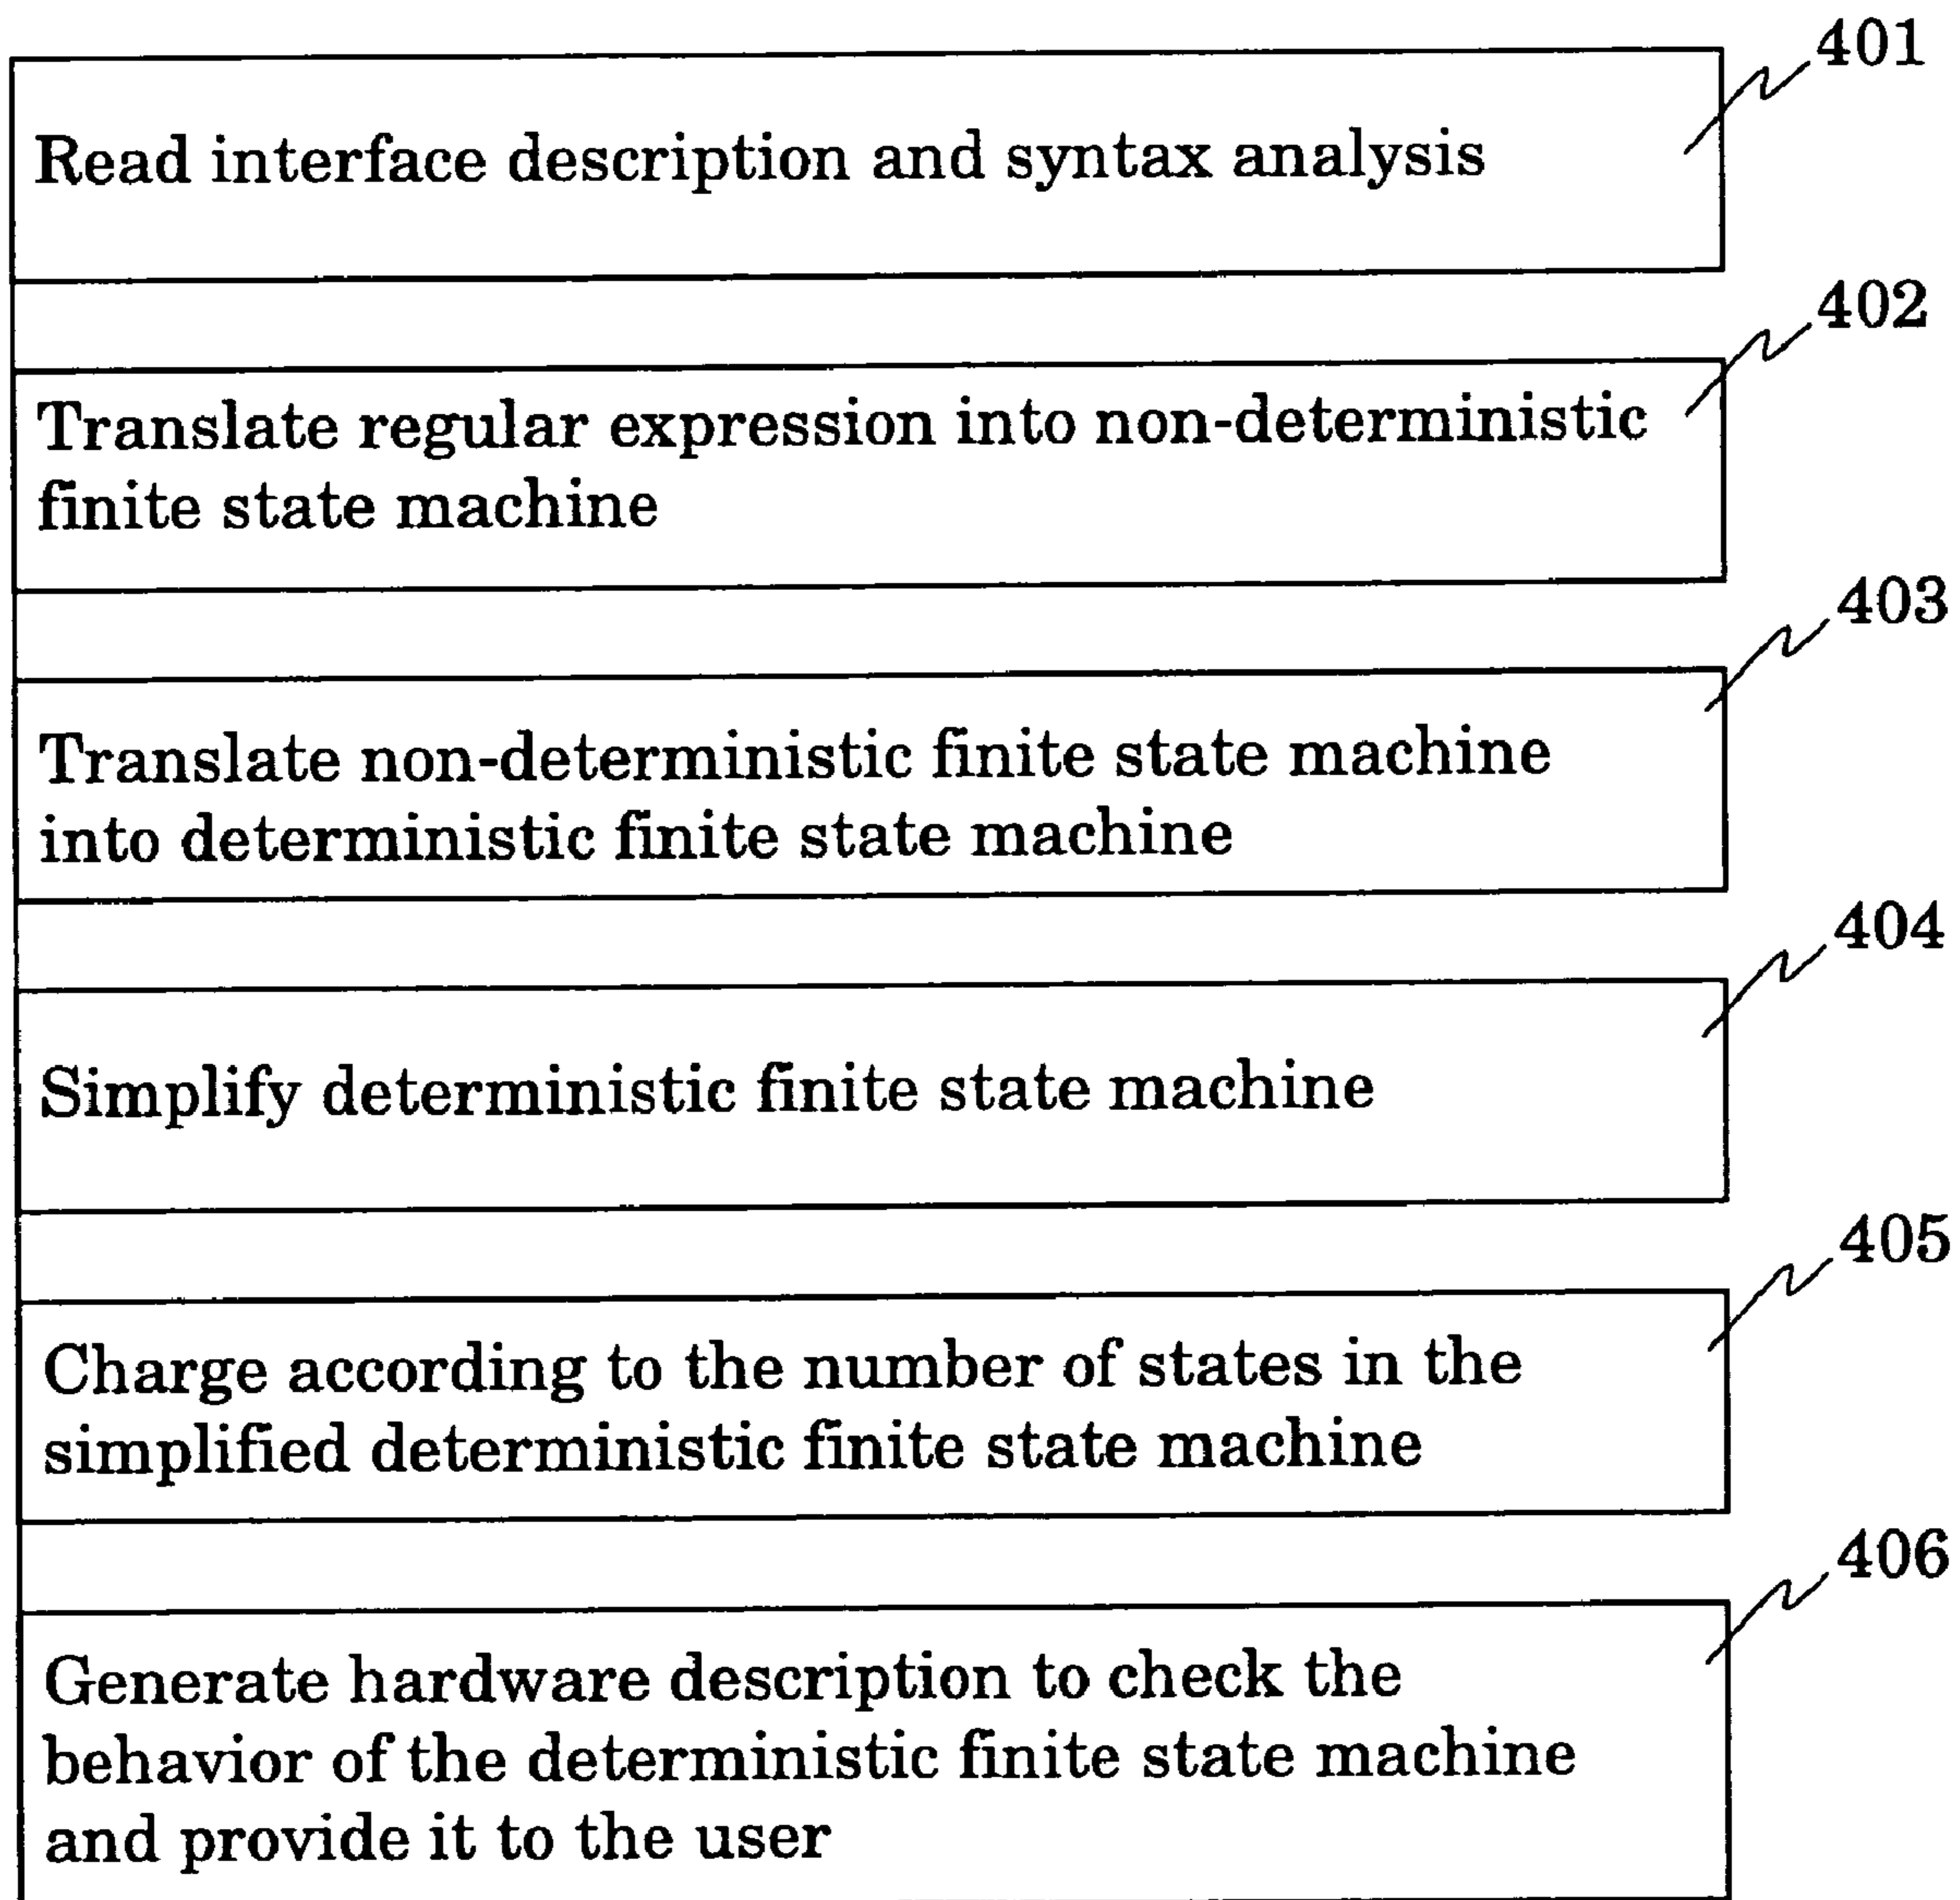 401
Read interface description and syntax analysis
402
Translate regular expression into non-deterministic
finite state machine
403
Translate non-deterministic finite state machine
into deterministic finite state machine
404
Simplify deterministic finite state machine
405
Charge according to the number of states in the
simplified deterministic finite state machine
406
Generate hardware description to check the
behavior of the deterministic finite state machine
and provide it to the user